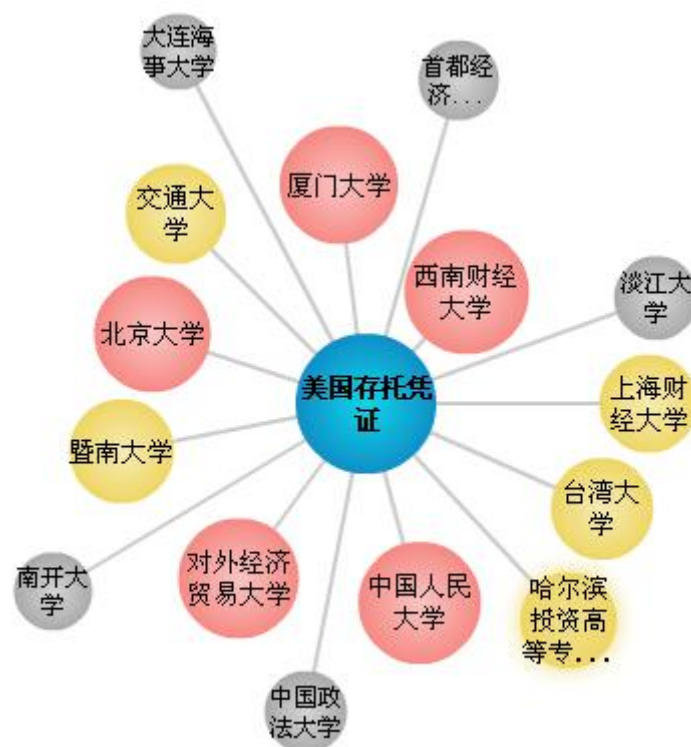 大连海
事大学
首都经
济...
厦门大学
交通大
学
西南财经
大学
淡江大
学
北京大学
美国存托凭
证
上海财
经大学
暨南大学
台湾大
学
对外经济
贸易大学
中国人民
大学
南开大
学
哈尔滨
投资高
等专...
中国政
法大学